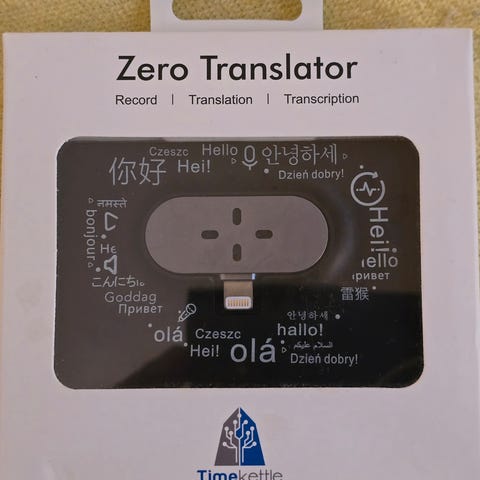 Zero Translator
Record | Translation | Transcription
Czeszc Hello 안녕하세
你好 Hei! Dzień dobry!
नमस्ते
bonjour
Hei!
ello
Привет
こんにちは
Goddag
Привет
雷猴
안녕하세
olá Czeszc hallo!
Hei! olá السلام عليكم
Dzień dobry!
Timekettle